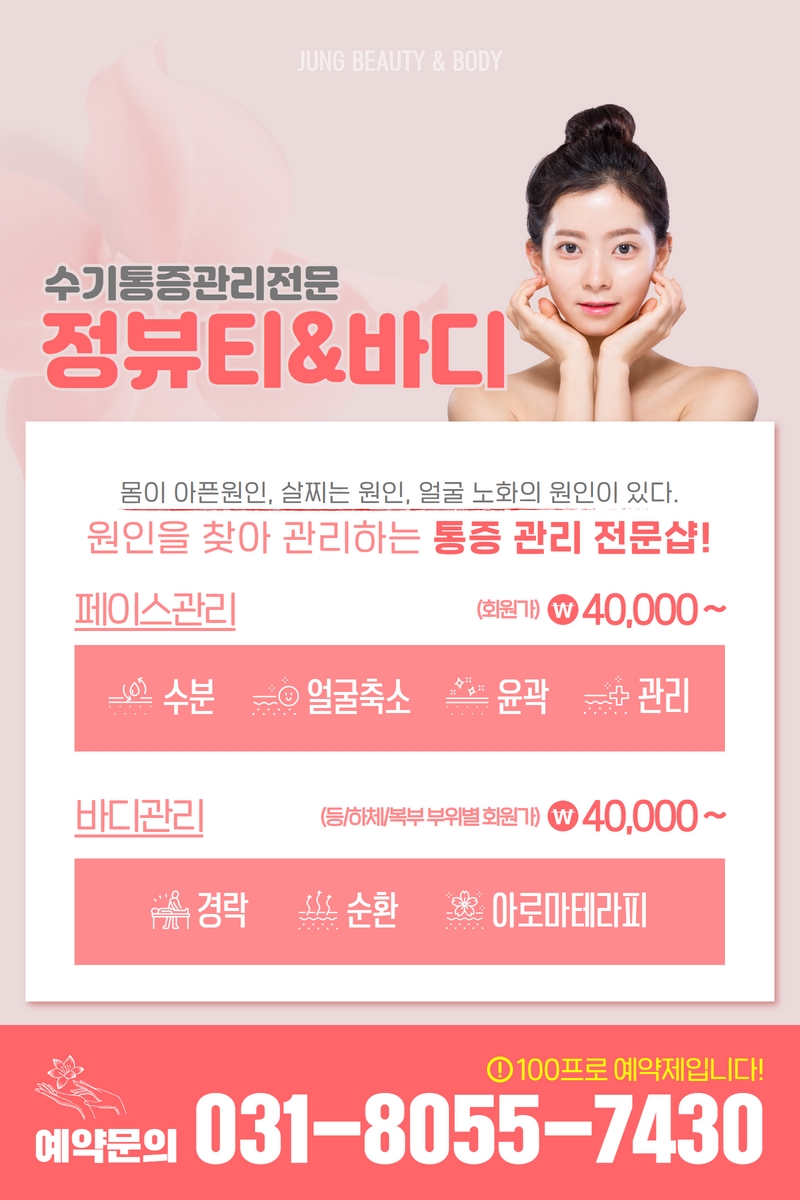 JUNG BEAUTY & BODY
수기통증관리전문
정뷰티&바디
몸이 아픈원인, 살찌는 원인, 얼굴 노화의 원인이 있다.
원인을 찾아 관리하는 통증 관리 전문샵!
페이스관리 (회원가) ₩ 40,000~
수분 얼굴축소 윤곽 관리
바디관리 (등/하체/복부 부위별 회원가) ₩ 40,000~
경락 순환 아로마테라피
! 100프로 예약제입니다!
예약문의 031-8055-7430